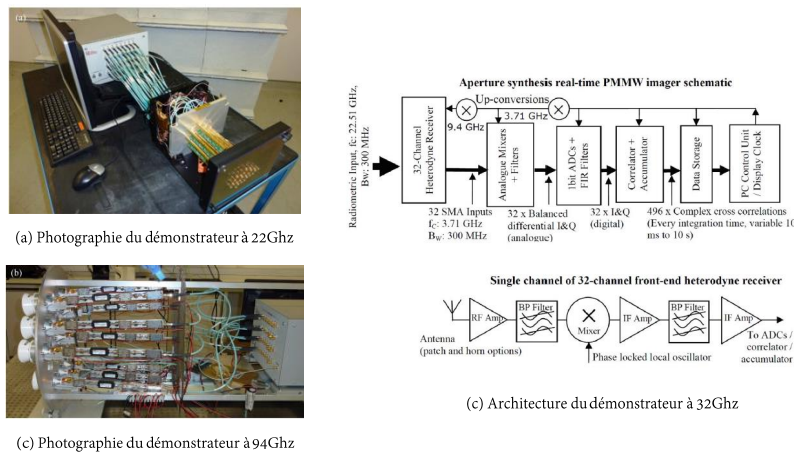 (a)
(a) Photographie du démonstrateur à 22Ghz
(b)
(c) Photographie du démonstrateur à 94Ghz
Aperture synthesis real-time PMMW imager schematic
Radiometric Input, fc: 22.51 GHz,
Bw: 300 MHz
32-Channel
Heterodyne Receiver
Up-conversions
9.4 GHz
3.71 GHz
Analogue Mixers
+ Filters
1bit ADCs +
FIR Filters
Correlator +
Accumulator
Data Storage
PC Control Unit
/ Display Clock
32 SMA Inputs
fC: 3.71 GHz
BW: 300 MHz
32 x Balanced
differential I&Q
(analogue)
32 x I&Q
(digital)
496 x Complex cross correlations
(Every integration time, variable 10
ms to 10 s)
Single channel of 32-channel front-end heterodyne receiver
RF Amp
BP Filter
Mixer
IF Amp
BP Filter
IF Amp
Antenna
(patch and horn options)
Phase locked local oscillator
To ADCs /
correlator /
accumulator
(c) Architecture du démonstrateur à 32Ghz